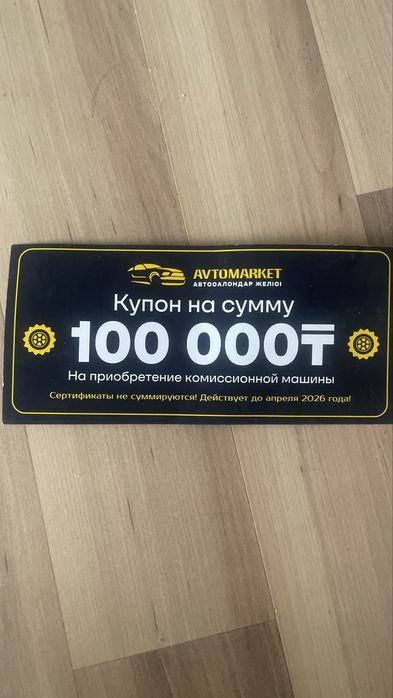 AVTOMARKET
АВТОСАЛОНДАР ЖЕЛІСІ
Купон на сумму
100 000₸
На приобретение комиссионной машины
Сертификаты не суммируются! Действует до апреля 2026 года!